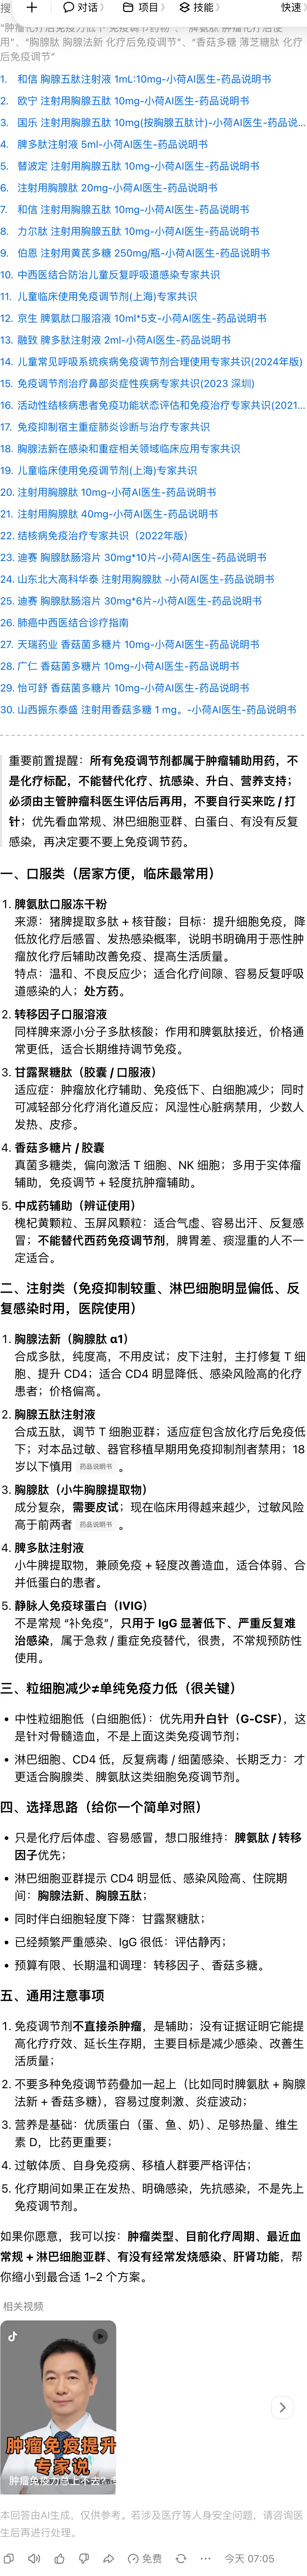 搜
对话
项目
技能
快速
“肿瘤化疗后免疫力低下 免疫调节药物”、“脾氨肽 肿瘤化疗后使
用”、“胸腺肽 胸腺法新 化疗后免疫调节”、“香菇多糖 薄芝糖肽 化疗
后免疫调节”
1. 和信 胸腺五肽注射液 1mL:10mg-小荷AI医生-药品说明书
2. 欧宁 注射用胸腺五肽 10mg-小荷AI医生-药品说明书
3. 国乐 注射用胸腺五肽 10mg(按胸腺五肽计)-小荷AI医生-药品说...
4. 脾多肽注射液 5ml-小荷AI医生-药品说明书
5. 替波定 注射用胸腺五肽 10mg-小荷AI医生-药品说明书
6. 注射用胸腺肽 20mg-小荷AI医生-药品说明书
7. 和信 注射用胸腺五肽 10mg-小荷AI医生-药品说明书
8. 力尔肽 注射用胸腺五肽 10mg-小荷AI医生-药品说明书
9. 伯恩 注射用黄芪多糖 250mg/瓶-小荷AI医生-药品说明书
10. 中西医结合防治儿童反复呼吸道感染专家共识
11. 儿童临床使用免疫调节剂(上海)专家共识
12. 京生 脾氨肽口服溶液 10ml*5支-小荷AI医生-药品说明书
13. 融致 脾多肽注射液 2ml-小荷AI医生-药品说明书
14. 儿童常见呼吸系统疾病免疫调节剂合理使用专家共识(2024年版)
15. 免疫调节剂治疗鼻部炎症性疾病专家共识(2023 深圳)
16. 活动性结核病患者免疫功能状态评估和免疫治疗专家共识(2021...
17. 免疫抑制宿主重症肺炎诊断与治疗专家共识
18. 胸腺法新在感染和重症相关领域临床应用专家共识
19. 儿童临床使用免疫调节剂(上海)专家共识
20. 注射用胸腺肽 10mg-小荷AI医生-药品说明书
21. 注射用胸腺肽 40mg-小荷AI医生-药品说明书
22. 结核病免疫治疗专家共识（2022年版）
23. 迪赛 胸腺肽肠溶片 30mg*10片-小荷AI医生-药品说明书
24. 山东北大高科华泰 注射用胸腺肽 -小荷AI医生-药品说明书
25. 迪赛 胸腺肽肠溶片 30mg*6片-小荷AI医生-药品说明书
26. 肺癌中西医结合诊疗指南
27. 天瑞药业 香菇菌多糖片 10mg-小荷AI医生-药品说明书
28. 广仁 香菇菌多糖片 10mg-小荷AI医生-药品说明书
29. 怡可舒 香菇菌多糖片 10mg-小荷AI医生-药品说明书
30. 山西振东泰盛 注射用香菇多糖 1 mg。-小荷AI医生-药品说明书
重要前置提醒：所有免疫调节剂都属于肿瘤辅助用药，不
是化疗标配，不能替代化疗、抗感染、升白、营养支持；
必须由主管肿瘤科医生评估后再用，不要自行买来吃 / 打
针；优先看血常规、淋巴细胞亚群、白蛋白、有没有反复
感染，再决定要不要上免疫调节药。
一、口服类（居家方便，临床最常用）
1. 脾氨肽口服冻干粉
来源：猪脾提取多肽 + 核苷酸；目标：提升细胞免疫，降
低放化疗后感冒、发热感染概率，说明书明确用于恶性肿
瘤放化疗后辅助改善免疫、提高生活质量。
特点：温和、不良反应少；适合化疗间隙、容易反复呼吸
道感染的人；处方药。
2. 转移因子口服溶液
同样脾来源小分子多肽核酸；作用和脾氨肽接近，价格通
常更低，适合长期维持调节免疫。
3. 甘露聚糖肽（胶囊 / 口服液）
适应症：肿瘤放化疗辅助、免疫低下、白细胞减少；同时
可减轻部分化疗消化道反应；风湿性心脏病禁用，少数人
发热、皮疹。
4. 香菇多糖片 / 胶囊
真菌多糖类，偏向激活 T 细胞、NK 细胞；多用于实体瘤
辅助，免疫调节 + 轻度抗肿瘤辅助。
5. 中成药辅助（辨证使用）
槐杞黄颗粒、玉屏风颗粒：适合气虚、容易出汗、反复感
冒；不能替代西药免疫调节剂，脾胃差、痰湿重的人不一
定适合。
二、注射类（免疫抑制较重、淋巴细胞明显偏低、反
复感染时用，医院使用）
1. 胸腺法新（胸腺肽 α1）
合成多肽，纯度高，不用皮试；皮下注射，主打修复 T 细
胞、提升 CD4；适合 CD4 明显降低、感染风险高的化疗
患者；价格偏高。
2. 胸腺五肽注射液
合成五肽，调节 T 细胞亚群；适应症包含放化疗后免疫低
下；对本品过敏、器官移植早期用免疫抑制剂者禁用；18
岁以下慎用 药品说明书 。
3. 胸腺肽（小牛胸腺提取物）
成分复杂，需要皮试；现在临床用得越来越少，过敏风险
高于前两者 药品说明书 。
4. 脾多肽注射液
小牛脾提取物，兼顾免疫 + 轻度改善造血，适合体弱、合
并低蛋白的患者。
5. 静脉人免疫球蛋白（IVIG）
不是常规 “补免疫”，只用于 IgG 显著低下、严重反复难
治感染，属于急救 / 重症免疫替代，很贵，不常规预防性
使用。
三、粒细胞减少≠单纯免疫力低（很关键）
• 中性粒细胞低（白细胞低）：优先用升白针（G-CSF），这
是针对骨髓造血，不是上面这类免疫调节剂；
• 淋巴细胞、CD4 低，反复病毒 / 细菌感染、长期乏力：才
更适合胸腺类、脾氨肽这类细胞免疫调节剂。
四、选择思路（给你一个简单对照）
• 只是化疗后体虚、容易感冒，想口服维持：脾氨肽 / 转移
因子优先；
• 淋巴细胞亚群提示 CD4 明显低、感染风险高、住院期
间：胸腺法新、胸腺五肽；
• 同时伴白细胞轻度下降：甘露聚糖肽；
• 已经频繁严重感染、IgG 很低：评估静丙；
• 预算有限、长期温和调理：转移因子、香菇多糖。
五、通用注意事项
1. 免疫调节剂不直接杀肿瘤，是辅助；没有证据证明它能提
高化疗疗效、延长生存期，主要目标是减少感染、改善生
活质量；
2. 不要多种免疫调节药叠加一起上（比如同时脾氨肽 + 胸腺
法新 + 香菇多糖），容易过度刺激、炎症波动；
3. 营养是基础：优质蛋白（蛋、鱼、奶）、足够热量、维生
素 D，比药更重要；
4. 过敏体质、自身免疫病、移植人群要严格评估；
5. 化疗期间如果正在发热、明确感染，先抗感染，不是先上
免疫调节剂。
如果你愿意，我可以按：肿瘤类型、目前化疗周期、最近血
常规 + 淋巴细胞亚群、有没有经常发烧感染、肝肾功能，帮
你缩小到最合适 1–2 个方案。
相关视频
肿瘤免疫提升
专家说
本回答由AI生成，仅供参考。若涉及医疗等人身安全问题，请咨询医
生后再进行处理。
免费
今天 07:05